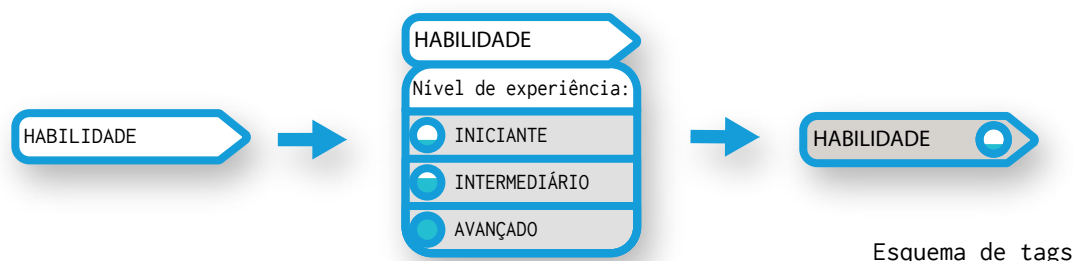 HABILIDADE
HABILIDADE
Nível de experiência:
INICIANTE
INTERMEDIÁRIO
AVANÇADO
HABILIDADE
Esquema de tags